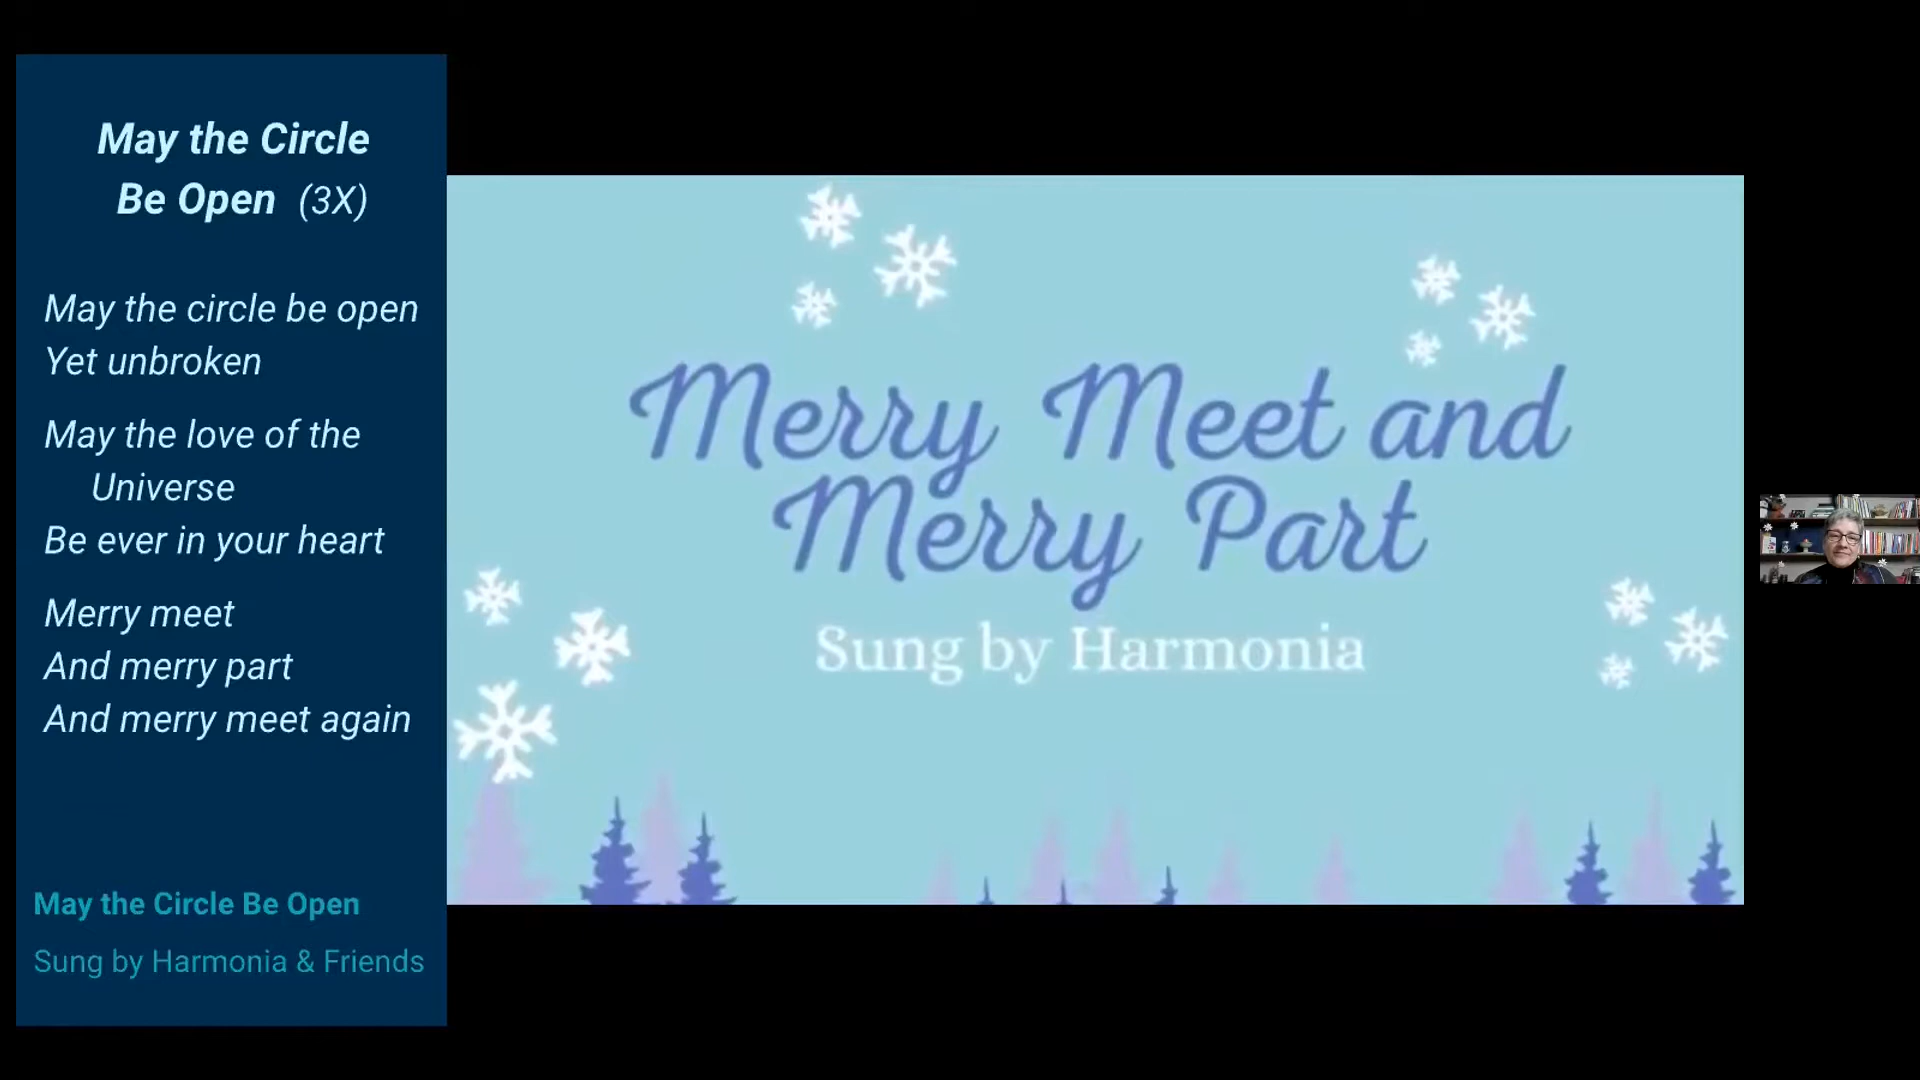 May the Circle
Be Open (3X)
May the circle be open
Yet unbroken
May the love of the
Universe
Be ever in your heart
Merry meet
And merry part
And merry meet again
May the Circle Be Open
Sung by Harmonia & Friends
Merry Meet and
Merry Part
Sung by Harmonia